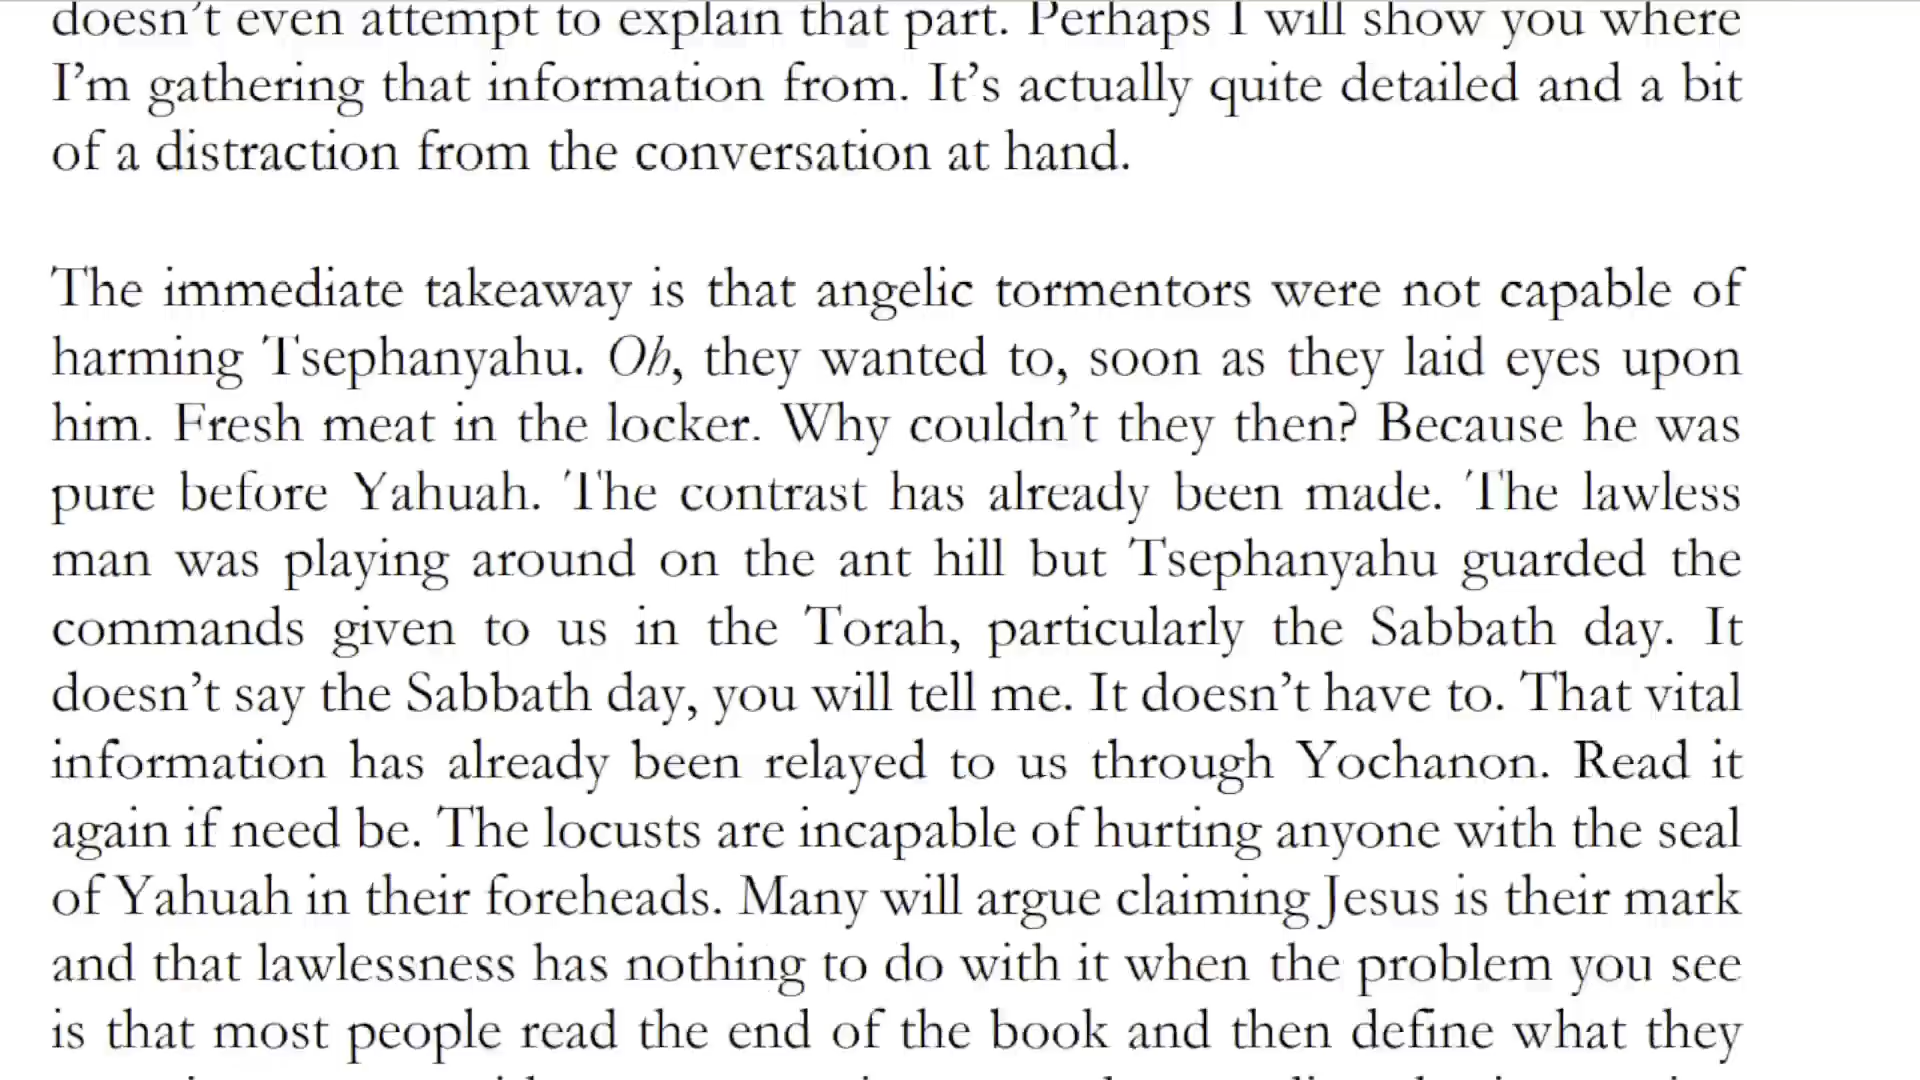 doesn’t even attempt to explain that part. Perhaps I will show you where
I’m gathering that information from. It’s actually quite detailed and a bit
of a distraction from the conversation at hand.
The immediate takeaway is that angelic tormentors were not capable of
harming Tsephanyahu. Oh, they wanted to, soon as they laid eyes upon
him. Fresh meat in the locker. Why couldn’t they then? Because he was
pure before Yahuah. The contrast has already been made. The lawless
man was playing around on the ant hill but Tsephanyahu guarded the
commands given to us in the Torah, particularly the Sabbath day. It
doesn’t say the Sabbath day, you will tell me. It doesn’t have to. That vital
information has already been relayed to us through Yochanon. Read it
again if need be. The locusts are incapable of hurting anyone with the seal
of Yahuah in their foreheads. Many will argue claiming Jesus is their mark
and that lawlessness has nothing to do with it when the problem you see
is that most people read the end of the book and then define what they